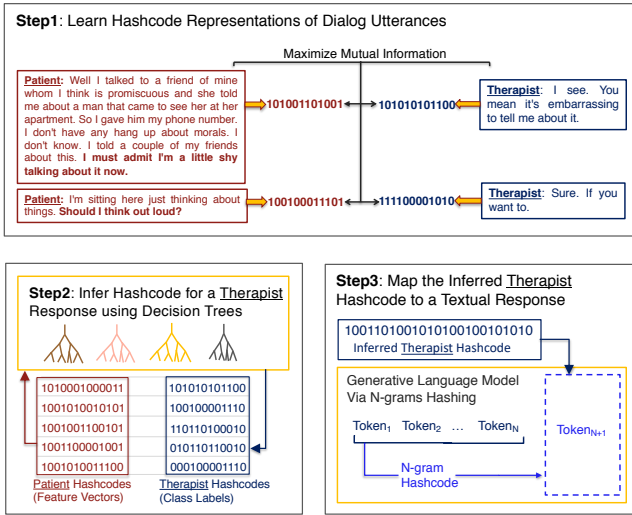 Step1: Learn Hashcode Representations of Dialog Utterances
Maximize Mutual Information
Patient: Well I talked to a friend of mine
whom I think is promiscuous and she told
me about a man that came to see her at her
apartment. So I gave him my phone number.
I don't have any hang up about morals. I
don't know. I told a couple of my friends
about this. I must admit I'm a little shy
talking about it now.
101001101001
101010101100
Therapist: I see. You
mean it's embarrassing
to tell me about it.
Patient: I'm sitting here just thinking about
things. Should I think out loud?
100100011101
111100001010
Therapist: Sure. If you
want to.
Step2: Infer Hashcode for a Therapist
Response using Decision Trees
1010001000011
1001010010101
1001001100101
1001100001001
1001010011100
Patient Hashcodes
(Feature Vectors)
101010101100
100100001110
110110100010
010110110010
000100001110
Therapist Hashcodes
(Class Labels)
Step3: Map the Inferred Therapist
Hashcode to a Textual Response
1001101001010100100101010
Inferred Therapist Hashcode
Generative Language Model
Via N-grams Hashing
Token1 Token2 ... TokenN
TokenN+1
N-gram
Hashcode